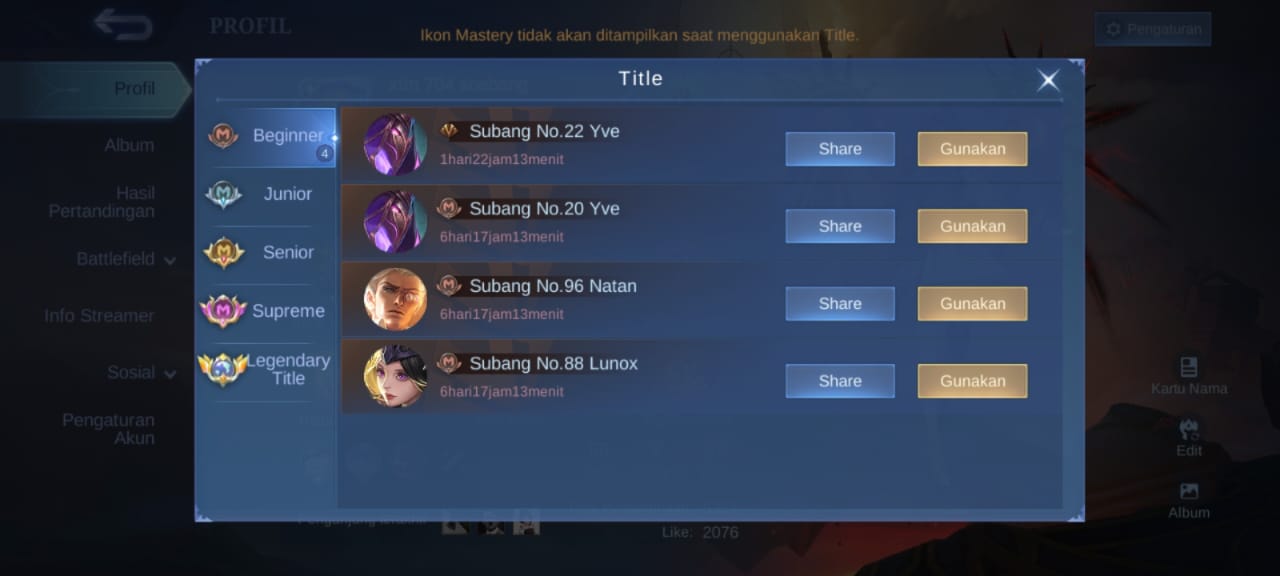 PROFIL
Ikon Mastery tidak akan ditampilkan saat menggunakan Title.
Pengaturan
Title
Profil
Album
Hasil
Pertandingan
Battlefield
Info Streamer
Sosial
Pengaturan
Akun
Beginner
4
Junior
Senior
Supreme
Legendary
Title
Subang No.22 Yve
1hari22jam13menit
Share
Gunakan
Subang No.20 Yve
6hari17jam13menit
Share
Gunakan
Subang No.96 Natan
6hari17jam13menit
Share
Gunakan
Subang No.88 Lunox
6hari17jam13menit
Share
Gunakan
Kartu Nama
Edit
Album
Like: 2076